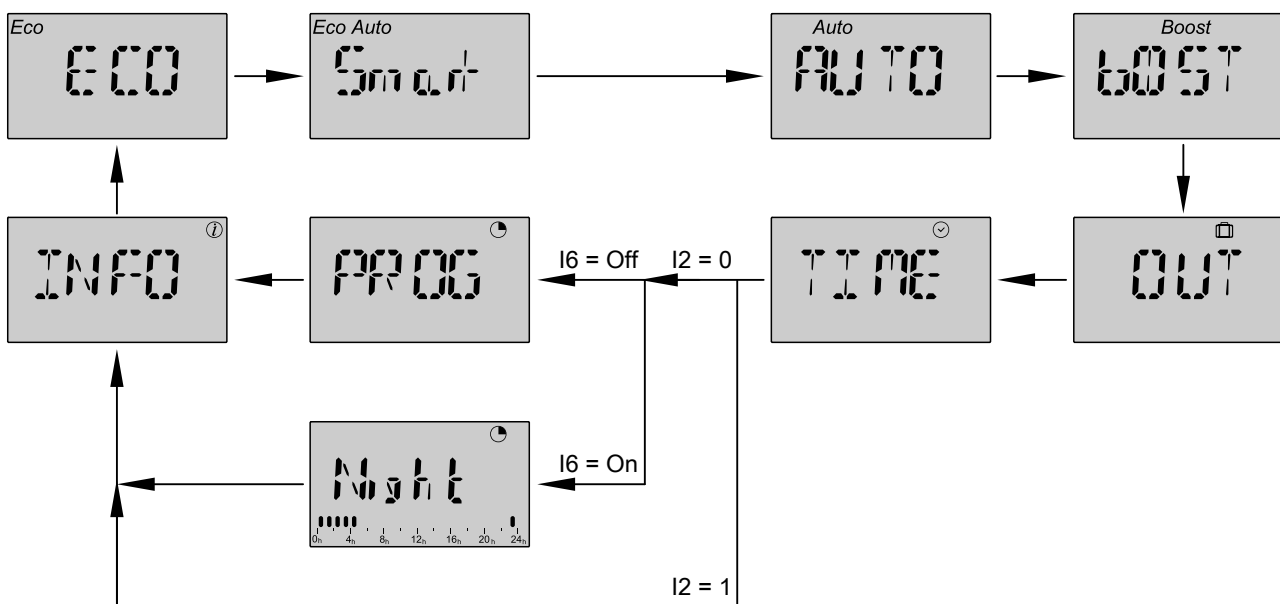 Eco
ECO
Eco Auto
Smart
Auto
AUTO
Boost
bOST
i
INFO
PROG
I6 = Off
I2 = 0
TIME
OUT
Night
0h 4h 8h 12h 16h 20h 24h
I6 = On
I2 = 1